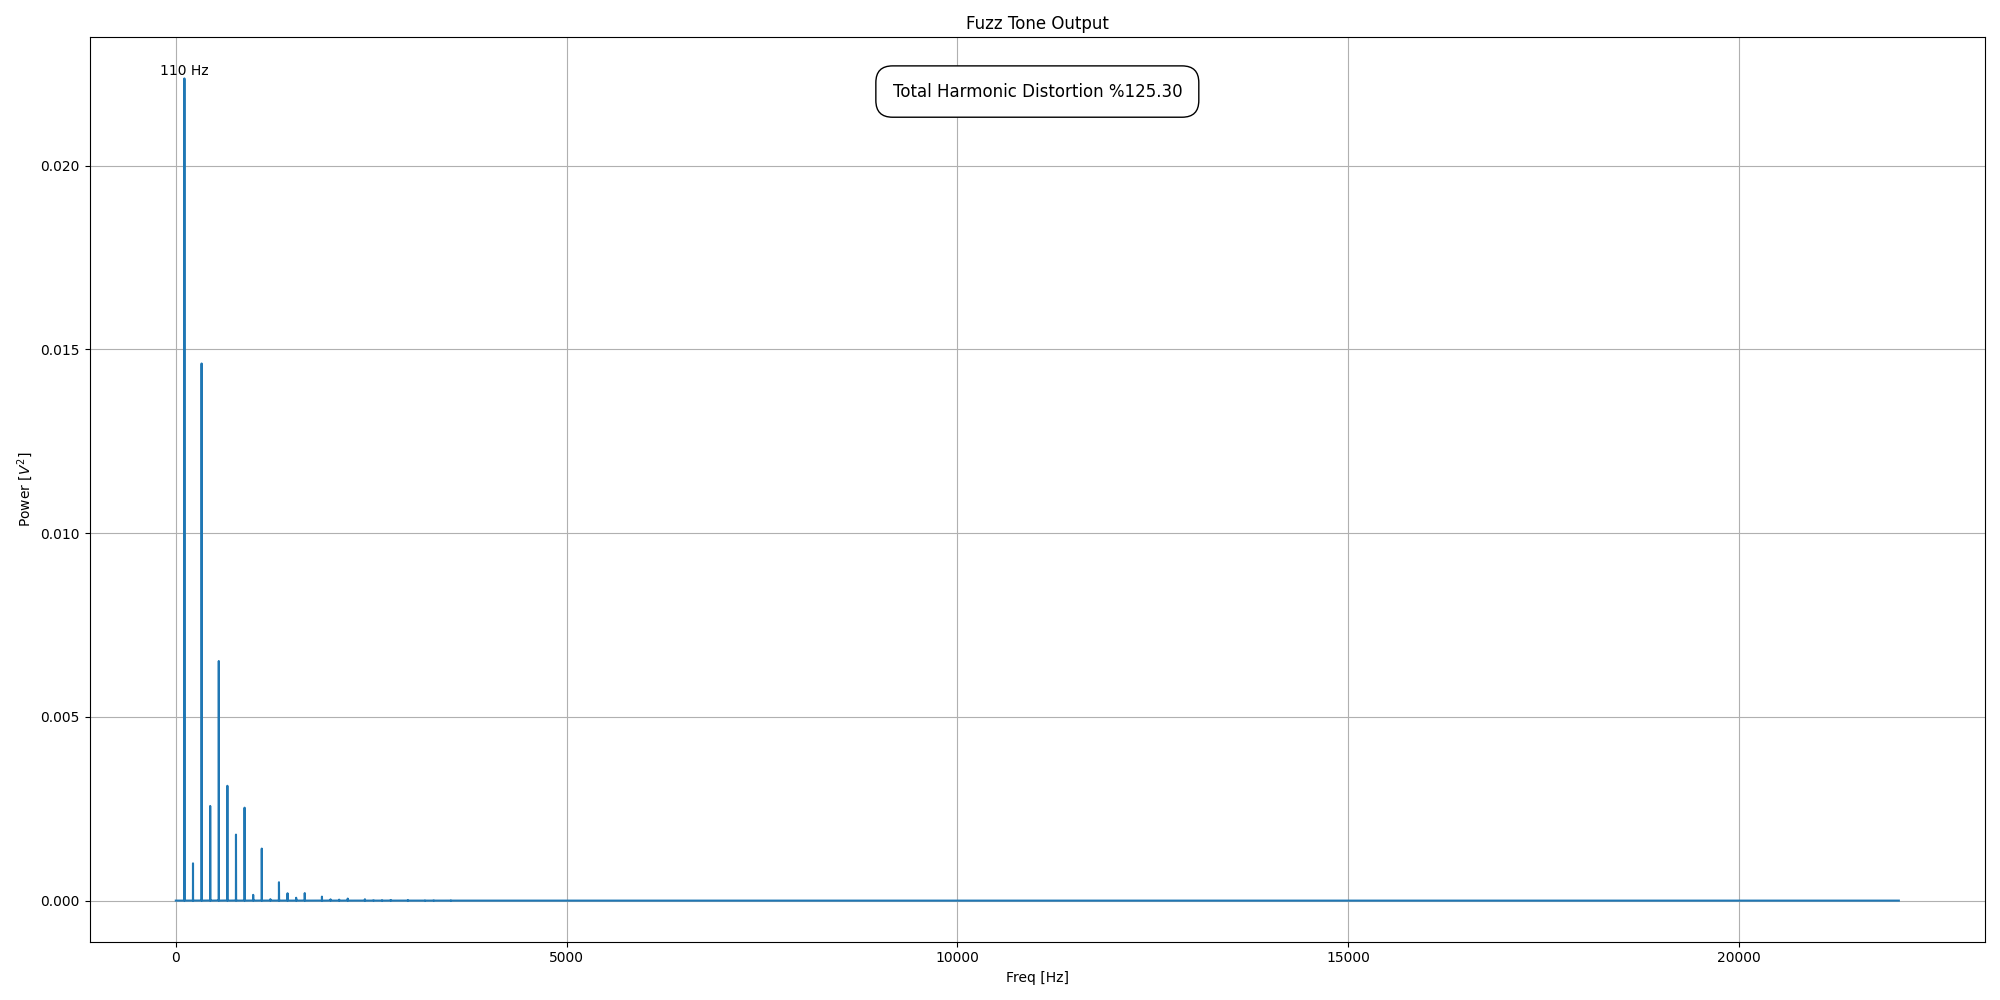 Fuzz Tone Output
110 Hz
Total Harmonic Distortion %125.30
0.020
0.015
0.010
0.005
0.000
Power [V²]
0
5000
10000
15000
20000
Freq [Hz]